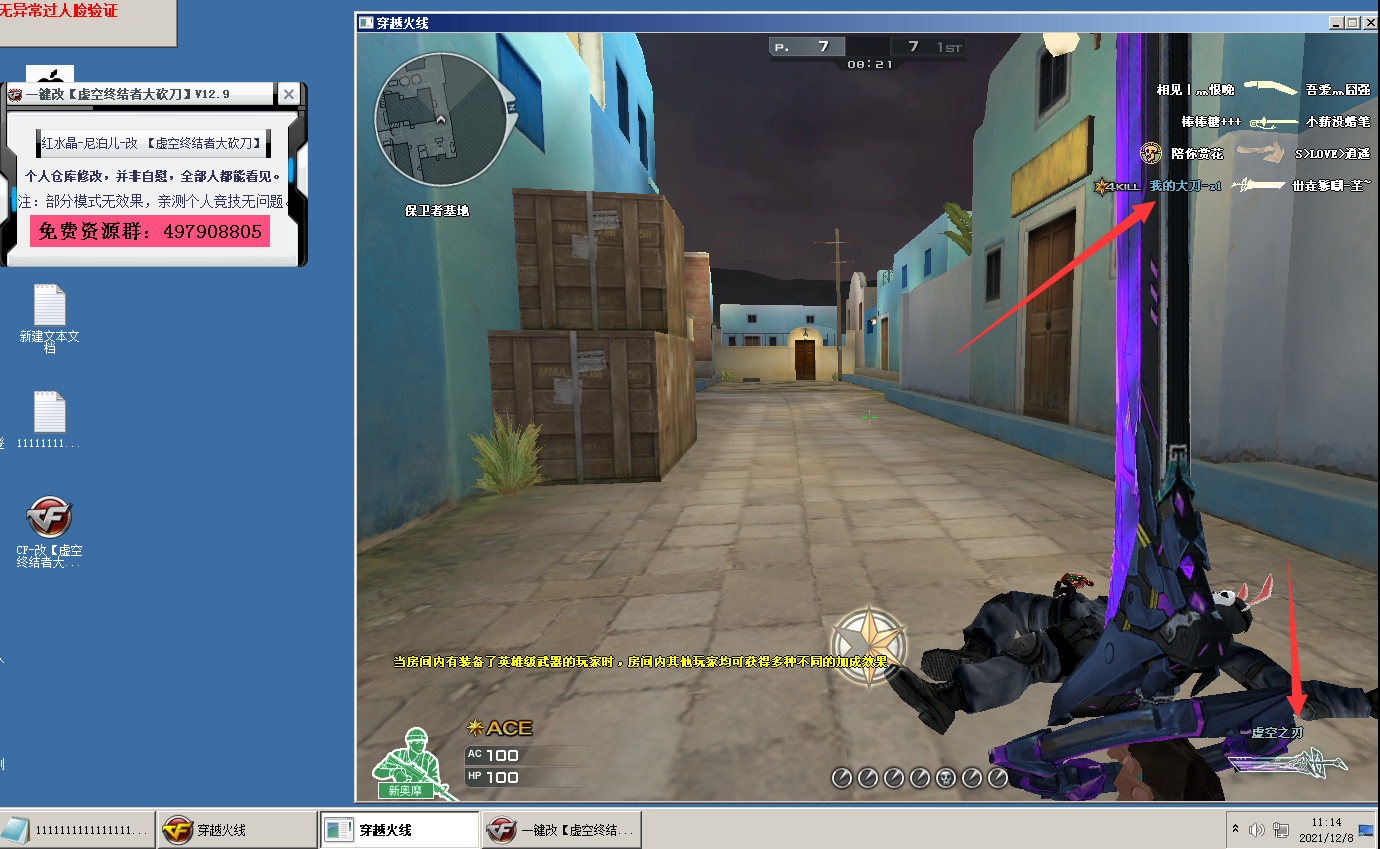 无异常过人脸验证
一键改【虚空终结者大砍刀】V12.9
红水晶-尼泊儿-改 【虚空终结者大砍刀】
个人仓库修改，并非自慰，全部人都能看见。
注：部分模式无效果，亲测个人竞技无问题。
免费资源群：497908805
新建文本文档
11111111...
CF-改【虚空终结者大...
穿越火线
P. 7
7 1ST
08:21
N
保卫者基地
相见丨灬恨晚 吾爱灬囧强
棒棒糖+++ 小薪没蜡笔
陪你赏花 S>LOVE>逍遥
4KILL 我的大刀-z1
MMA
当房间内有装备了英雄级武器的玩家时，房间内其他玩家均可获得多种不同的加成效果
ACE
AC 100
HP 100
新奥摩
虚空之刃
1111111111111111...
穿越火线
穿越火线
一键改【虚空终结...
11:14
2021/12/8